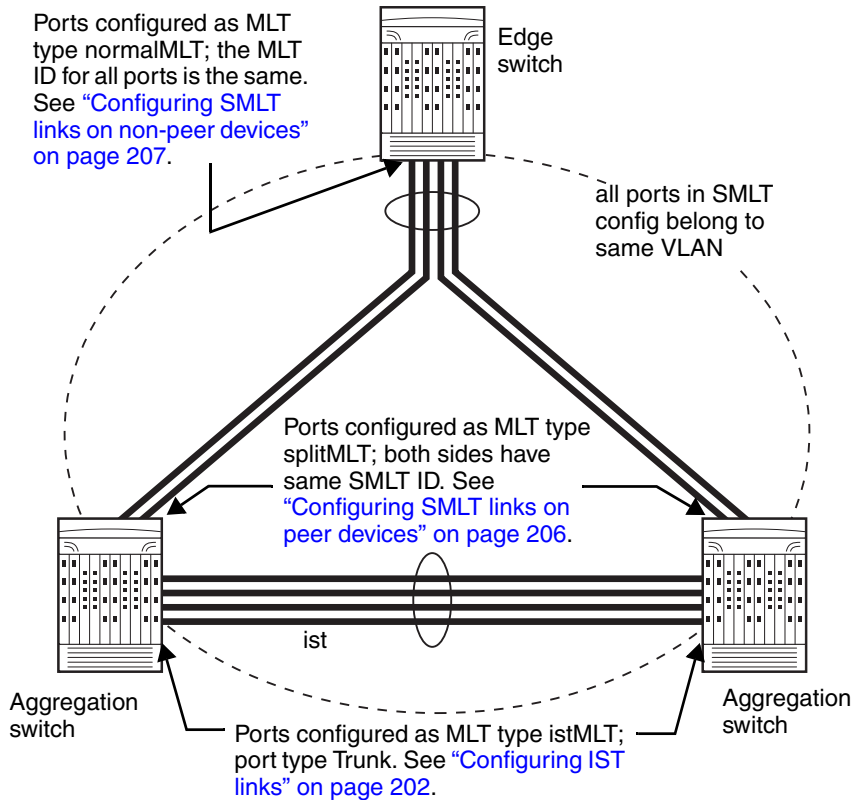 Ports configured as MLT
type normalMLT; the MLT
ID for all ports is the same.
See “Configuring SMLT
links on non-peer devices”
on page 207.
Edge
switch
all ports in SMLT
config belong to
same VLAN
Ports configured as MLT type
splitMLT; both sides have
same SMLT ID. See
“Configuring SMLT links on
peer devices” on page 206.
ist
Aggregation
switch
Aggregation
switch
Ports configured as MLT type istMLT;
port type Trunk. See “Configuring IST
links” on page 202.